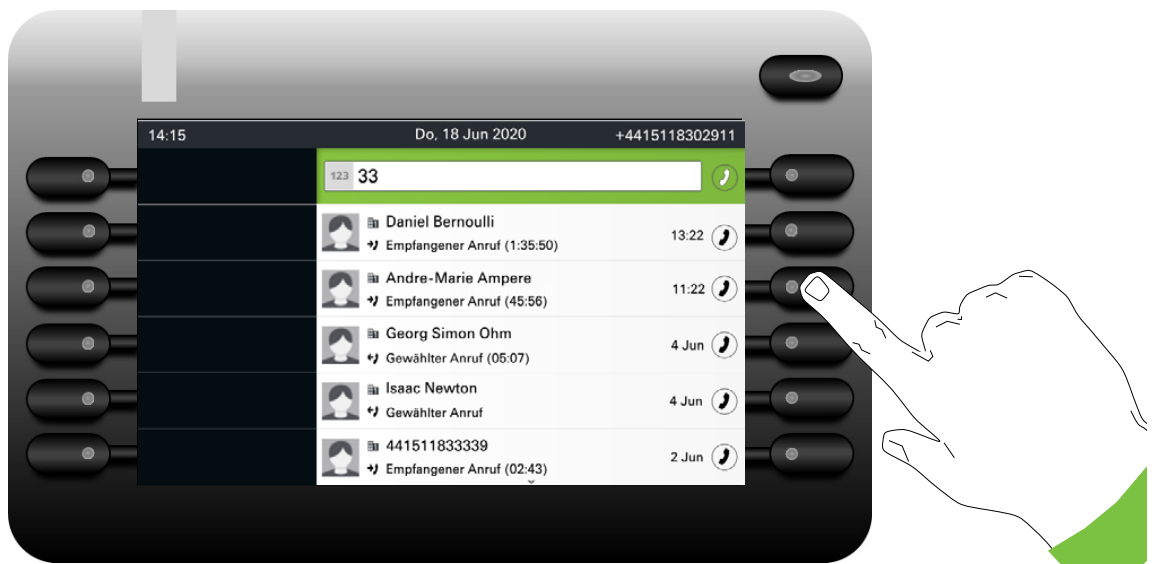 14:15 Do, 18 Jun 2020 +4415118302911
123 33
Daniel Bernoulli
Empfangener Anruf (1:35:50) 13:22
Andre-Marie Ampere
Empfangener Anruf (45:56) 11:22
Georg Simon Ohm
Gewählter Anruf (05:07) 4 Jun
Isaac Newton
Gewählter Anruf 4 Jun
441511833339
Empfangener Anruf (02:43) 2 Jun